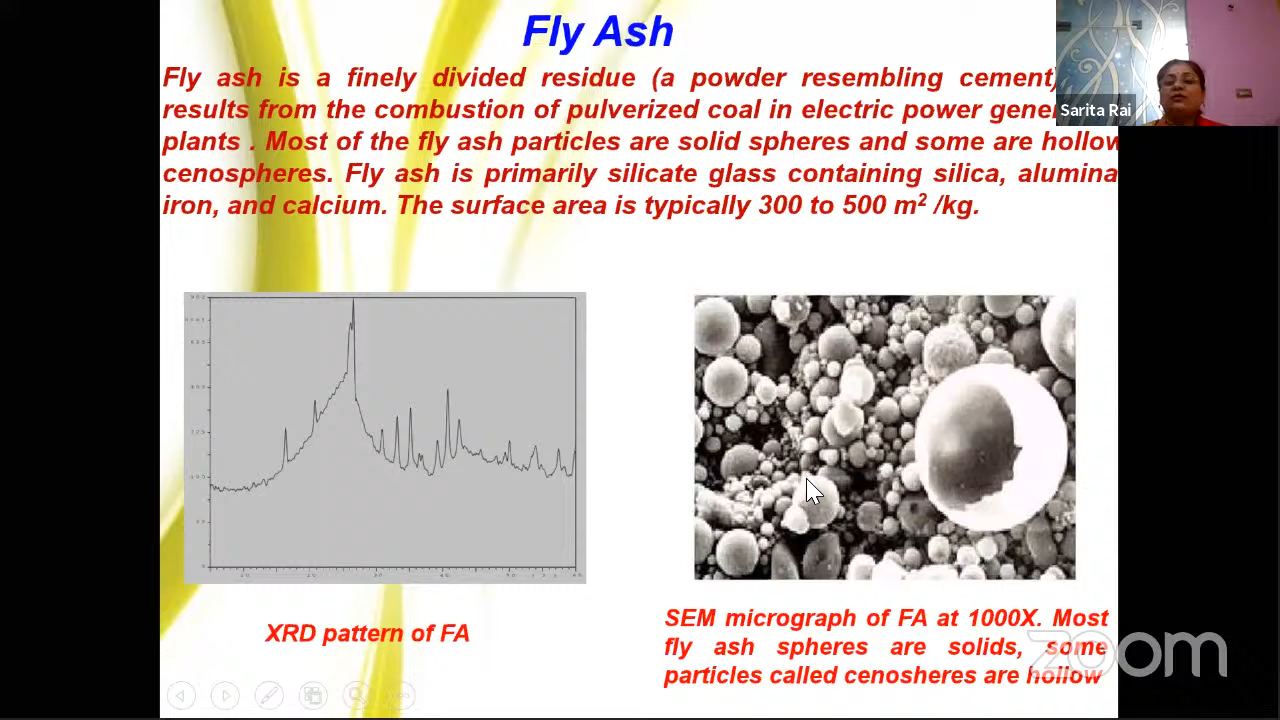 Fly Ash
Fly ash is a finely divided residue (a powder resembling cement)
results from the combustion of pulverized coal in electric power gener
plants . Most of the fly ash particles are solid spheres and some are hollow
cenospheres. Fly ash is primarily silicate glass containing silica, alumina
iron, and calcium. The surface area is typically 300 to 500 m² /kg.
Sarita Rai
XRD pattern of FA
SEM micrograph of FA at 1000X. Most
fly ash spheres are solids, some
particles called cenosheres are hollow
zoom